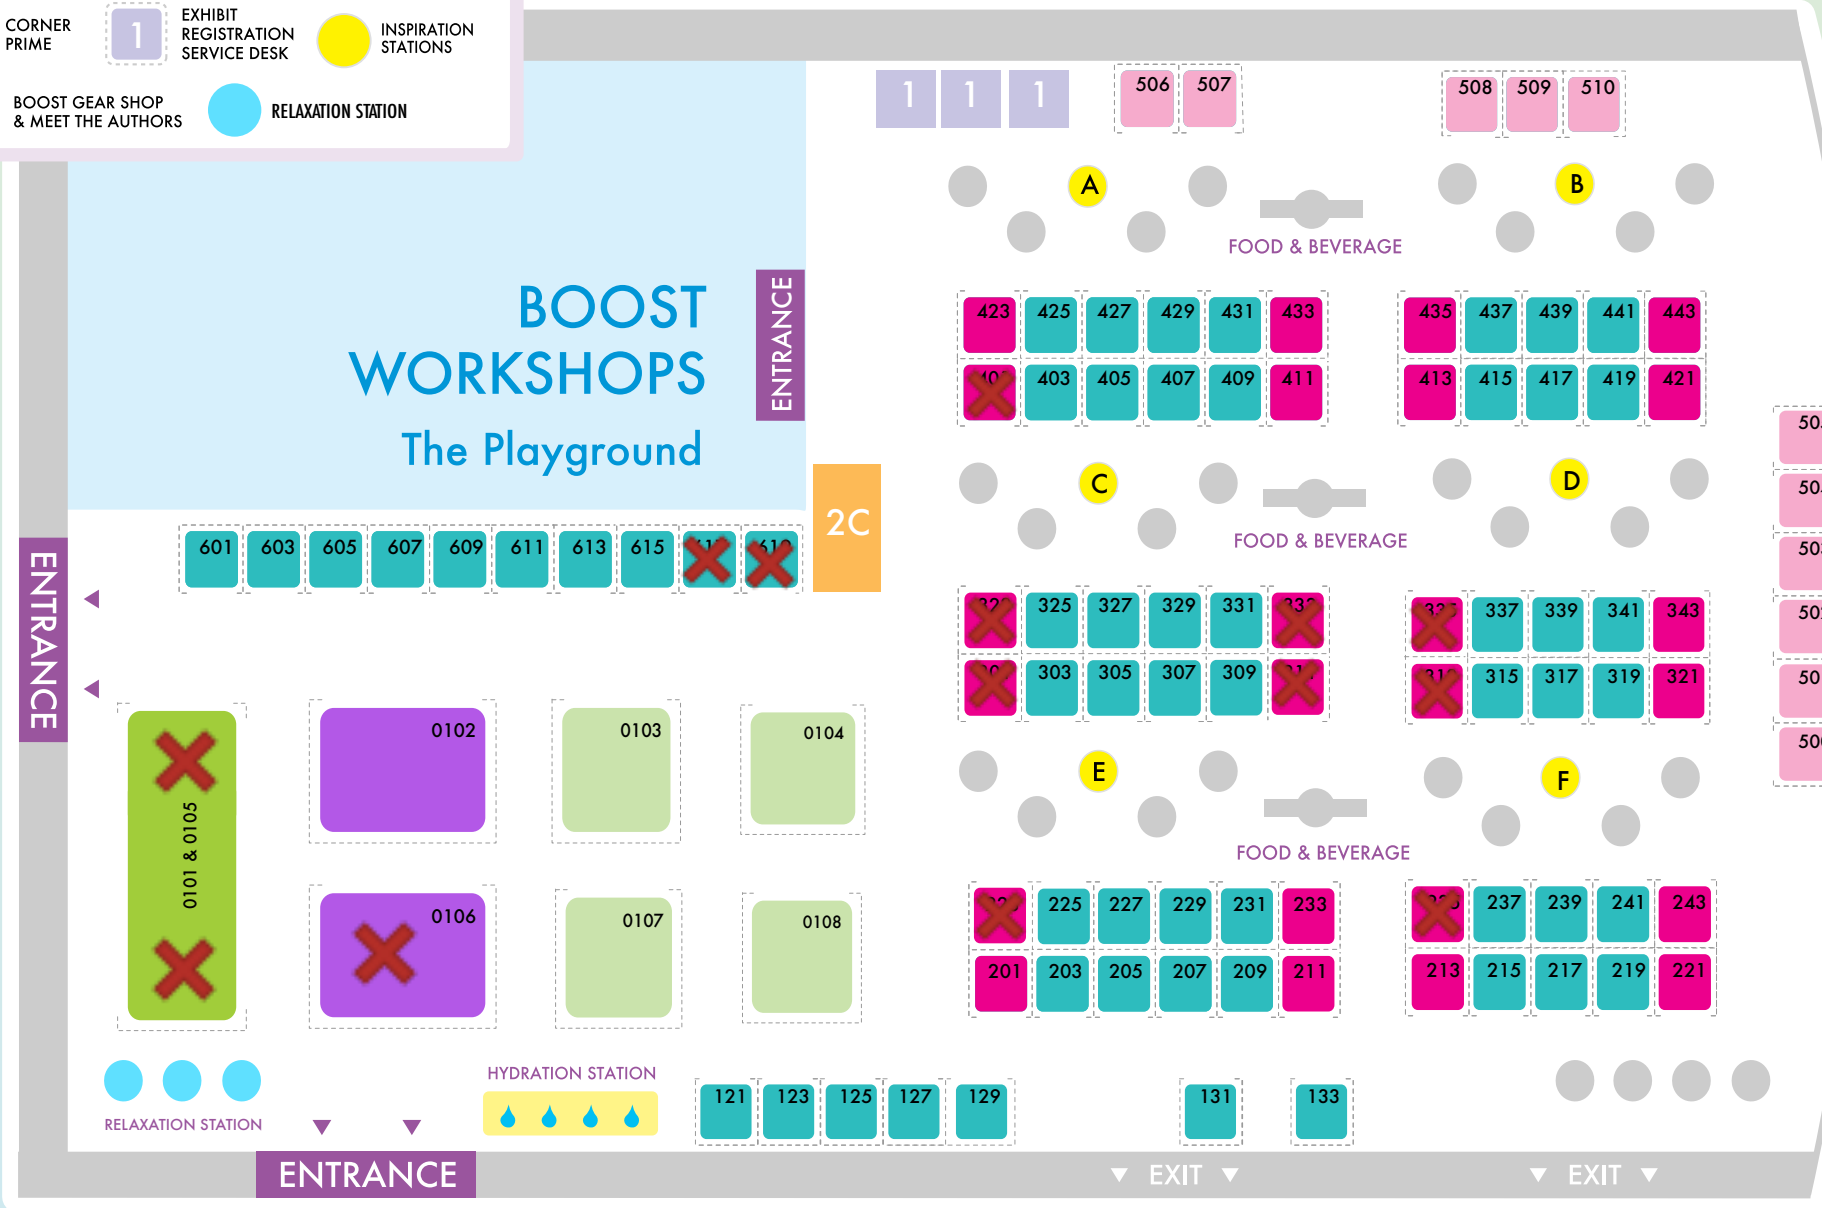 CORNER
PRIME
1
EXHIBIT
REGISTRATION
SERVICE DESK
INSPIRATION
STATIONS
BOOST GEAR SHOP
& MEET THE AUTHORS
RELAXATION STATION
1 1 1
506 507
508 509 510
A
B
FOOD & BEVERAGE
BOOST
WORKSHOPS
The Playground
ENTRANCE
423 425 427 429 431 433
435 437 439 441 443
403 405 407 409 411
413 415 417 419 421
C
D
FOOD & BEVERAGE
2C
601 603 605 607 609 611 613 615
ENTRANCE
325 327 329 331
337 339 341 343
303 305 307 309
315 317 319 321
0101 & 0105
0102
0103
0104
E
F
FOOD & BEVERAGE
0106
0107
0108
225 227 229 231 233
237 239 241 243
201 203 205 207 209 211
213 215 217 219 221
RELAXATION STATION
HYDRATION STATION
121 123 125 127 129
131
133
ENTRANCE
EXIT
EXIT